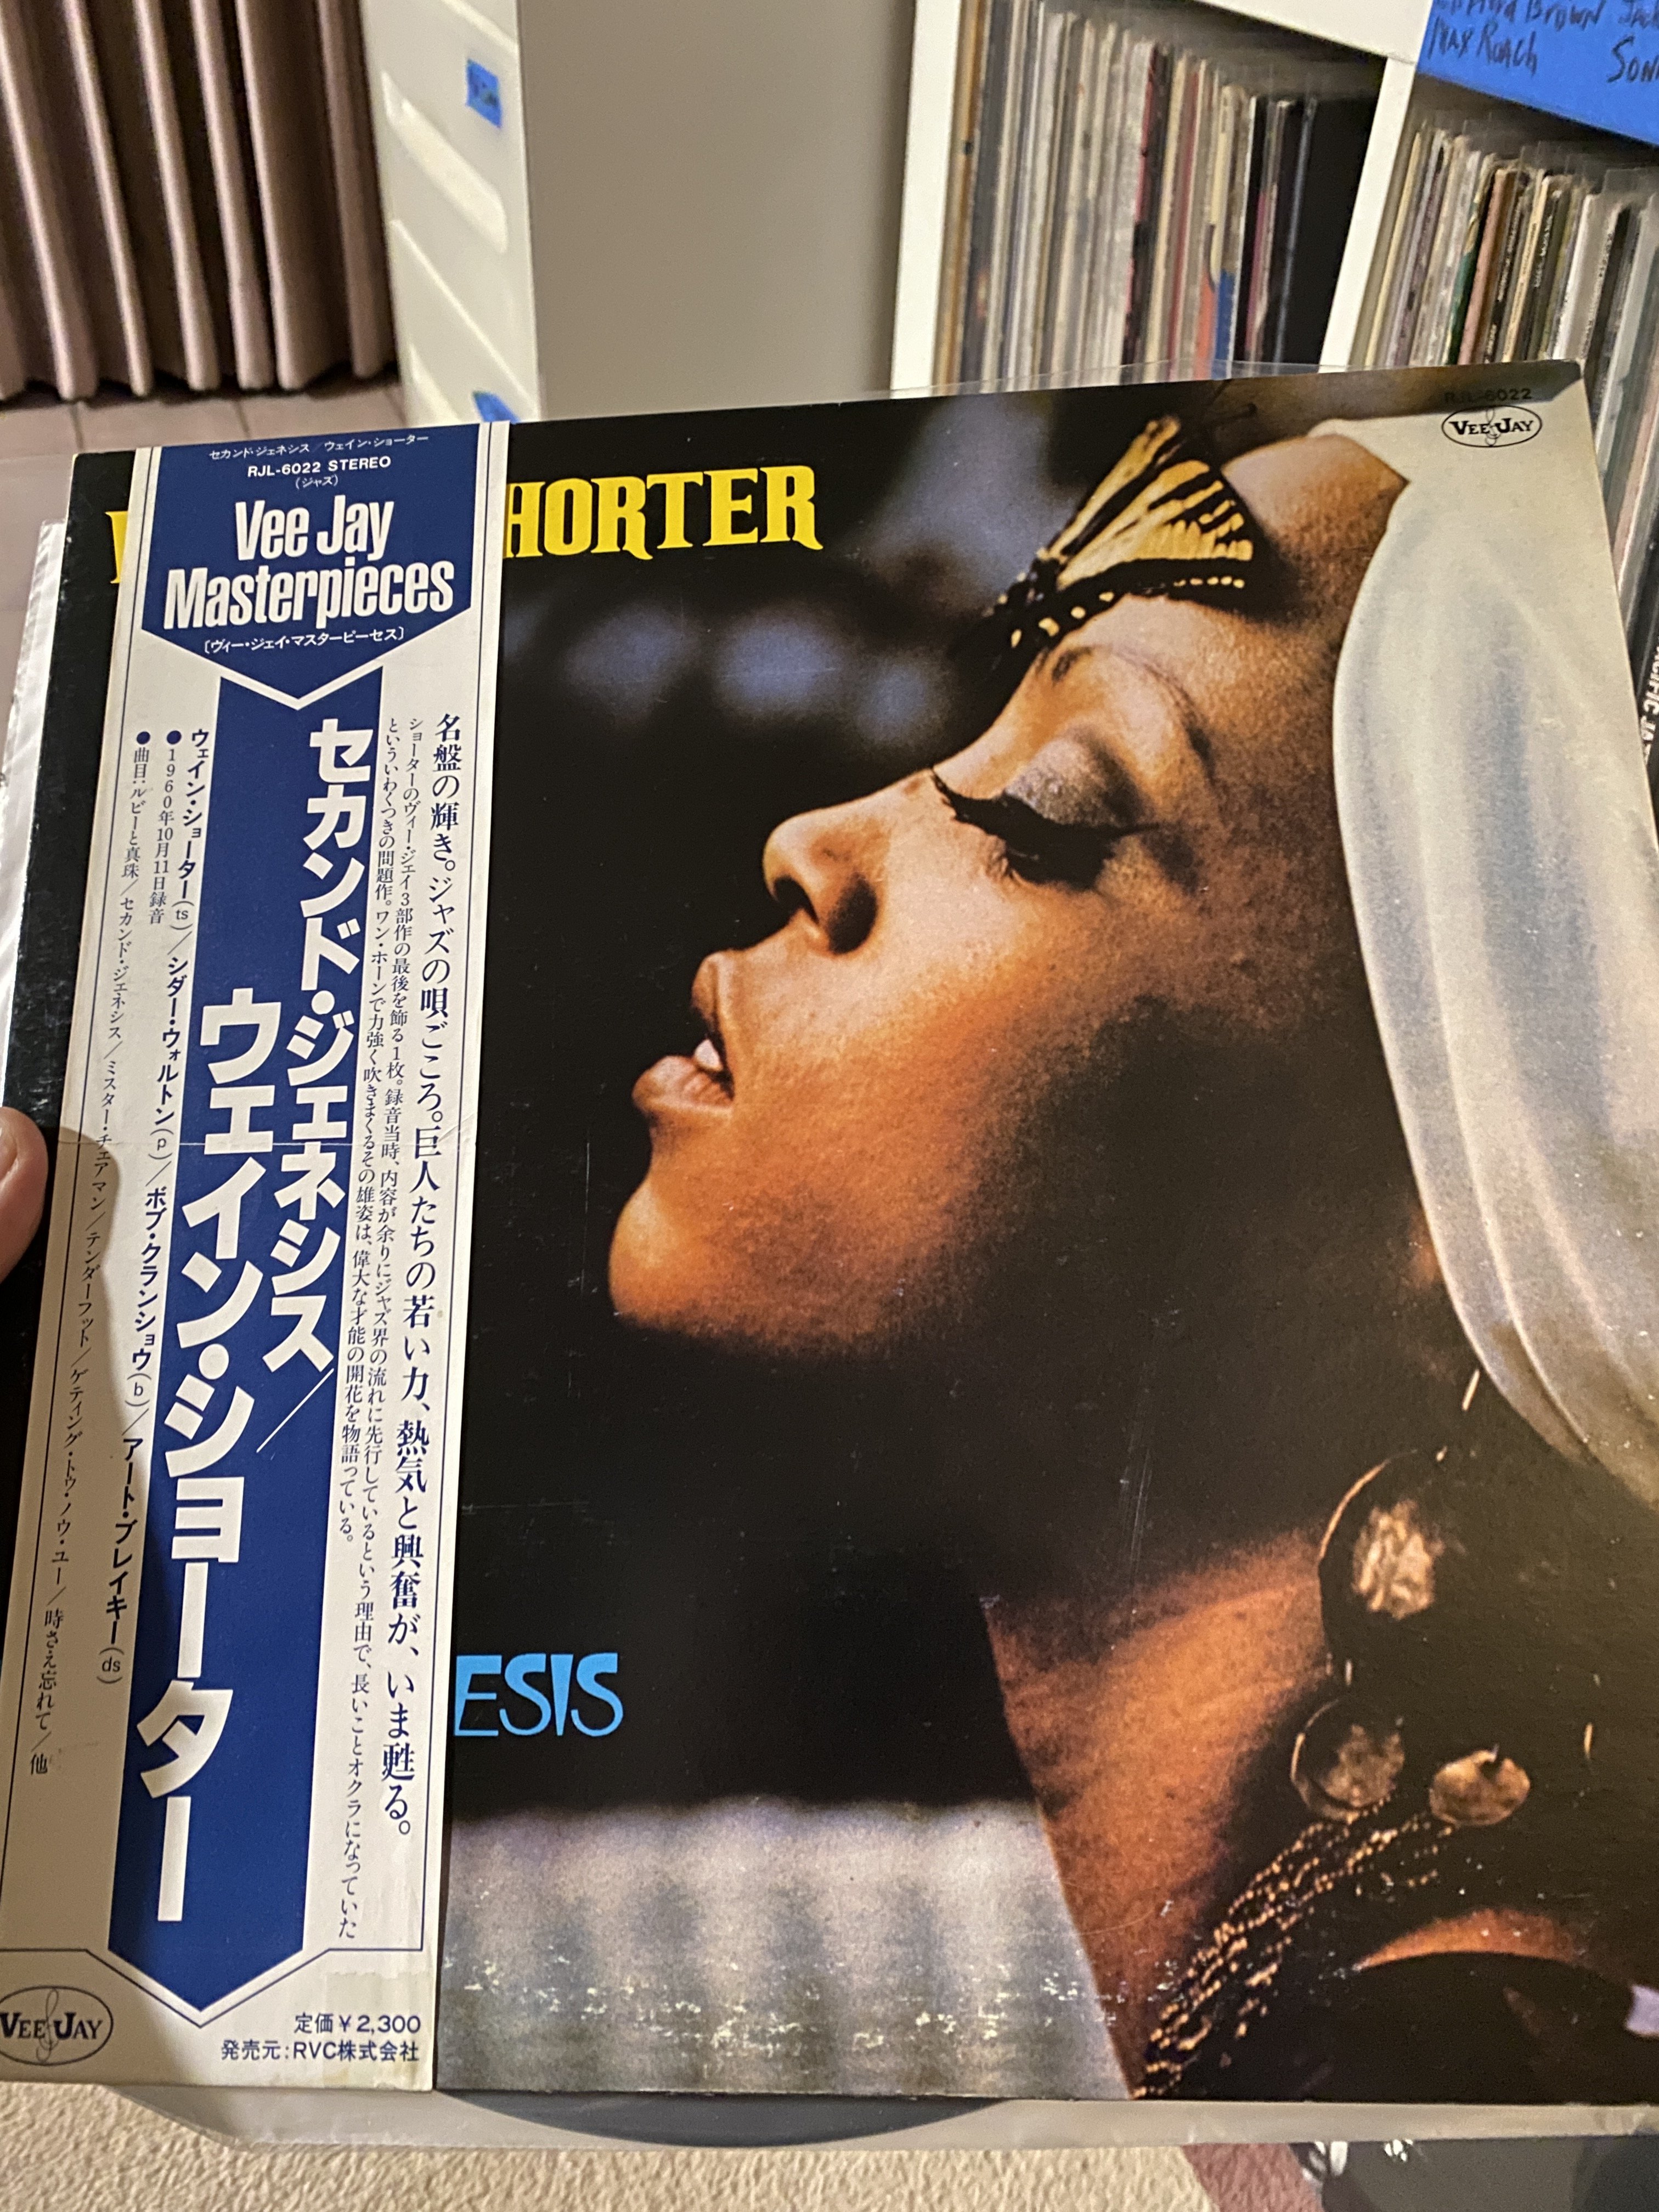 Max Roach
RJL-6022
VEE JAY
セカンド・ジェネシス/ウェイン・ショーター
RJL-6022 STEREO
(ジャズ)
Vee Jay
Masterpieces
〔ヴィー・ジェイ・マスターピーセス〕
HORTER
名盤の輝き。ジャズの唄ごころ。巨人たちの若い力、熱気と興奮が、いま甦る。
ショーターのヴィー・ジェイ3部作の最後を飾る1枚。録音当時、内容が余りにジャズ界の流れに先行しているという理由で、長いことオクラになっていた
といういわくつきの問題作。ワン・ホーンで力強く吹きまくるその雄姿は、偉大な才能の開花を物語っている。
セカンド・ジェネシス/
ウェイン・ショーター
ウェイン・ショーター(ts)/シダー・ウォルトン(p)/ボブ・クランショウ(b)/アート・ブレイキー(ds)
●1960年10月11日録音
●曲目:ルビーと真珠/セカンド・ジェネシス/ミスター・チェアマン/テンダーフット/ゲティング・トゥ・ノウ・ユー/時さえ忘れて/他
ESIS
VEE JAY
定価¥2,300
発売元:RVC株式会社